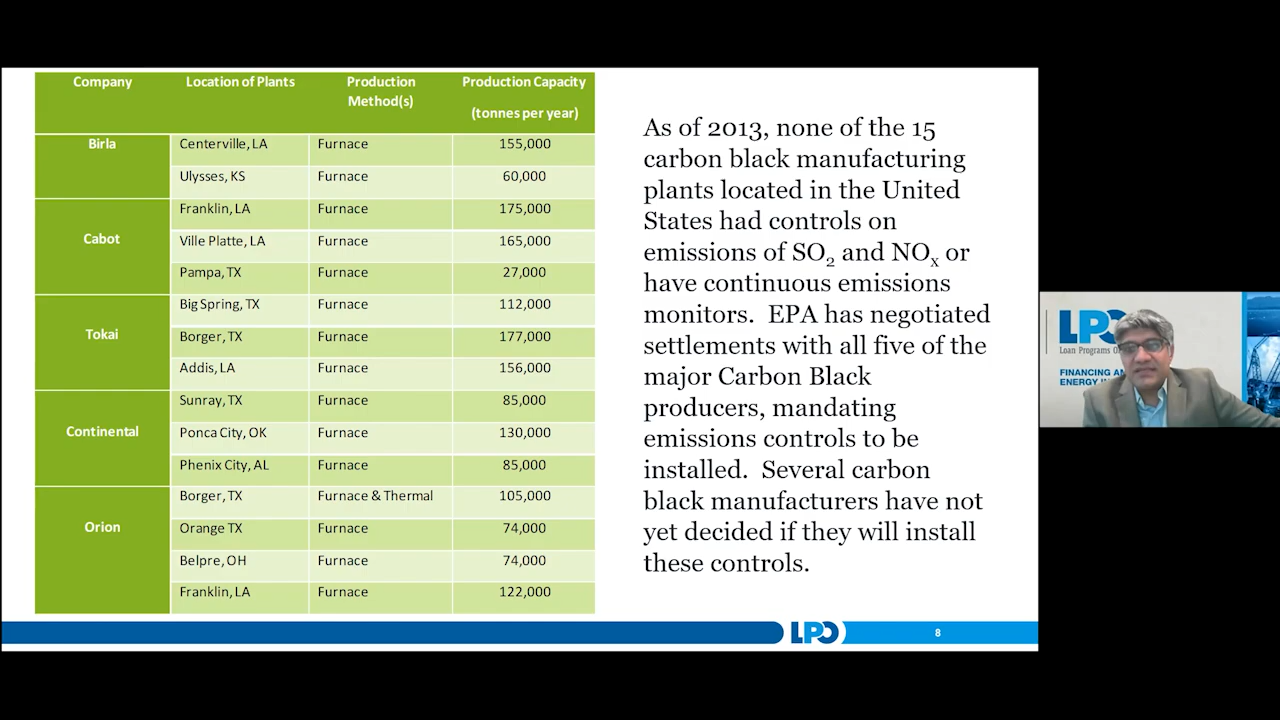 Company Location of Plants Production Method(s) Production Capacity (tonnes per year)
Birla Centerville, LA Furnace 155,000
Ulysses, KS Furnace 60,000
Cabot Franklin, LA Furnace 175,000
Ville Platte, LA Furnace 165,000
Pampa, TX Furnace 27,000
Tokai Big Spring, TX Furnace 112,000
Borger, TX Furnace 177,000
Addis, LA Furnace 156,000
Continental Sunray, TX Furnace 85,000
Ponca City, OK Furnace 130,000
Phenix City, AL Furnace 85,000
Orion Borger, TX Furnace & Thermal 105,000
Orange TX Furnace 74,000
Belpre, OH Furnace 74,000
Franklin, LA Furnace 122,000
As of 2013, none of the 15
carbon black manufacturing
plants located in the United
States had controls on
emissions of SO2 and NOx or
have continuous emissions
monitors. EPA has negotiated
settlements with all five of the
major Carbon Black
producers, mandating
emissions controls to be
installed. Several carbon
black manufacturers have not
yet decided if they will install
these controls.
LPO 8
LPO
Loan Programs
FINANCING
ENERGY